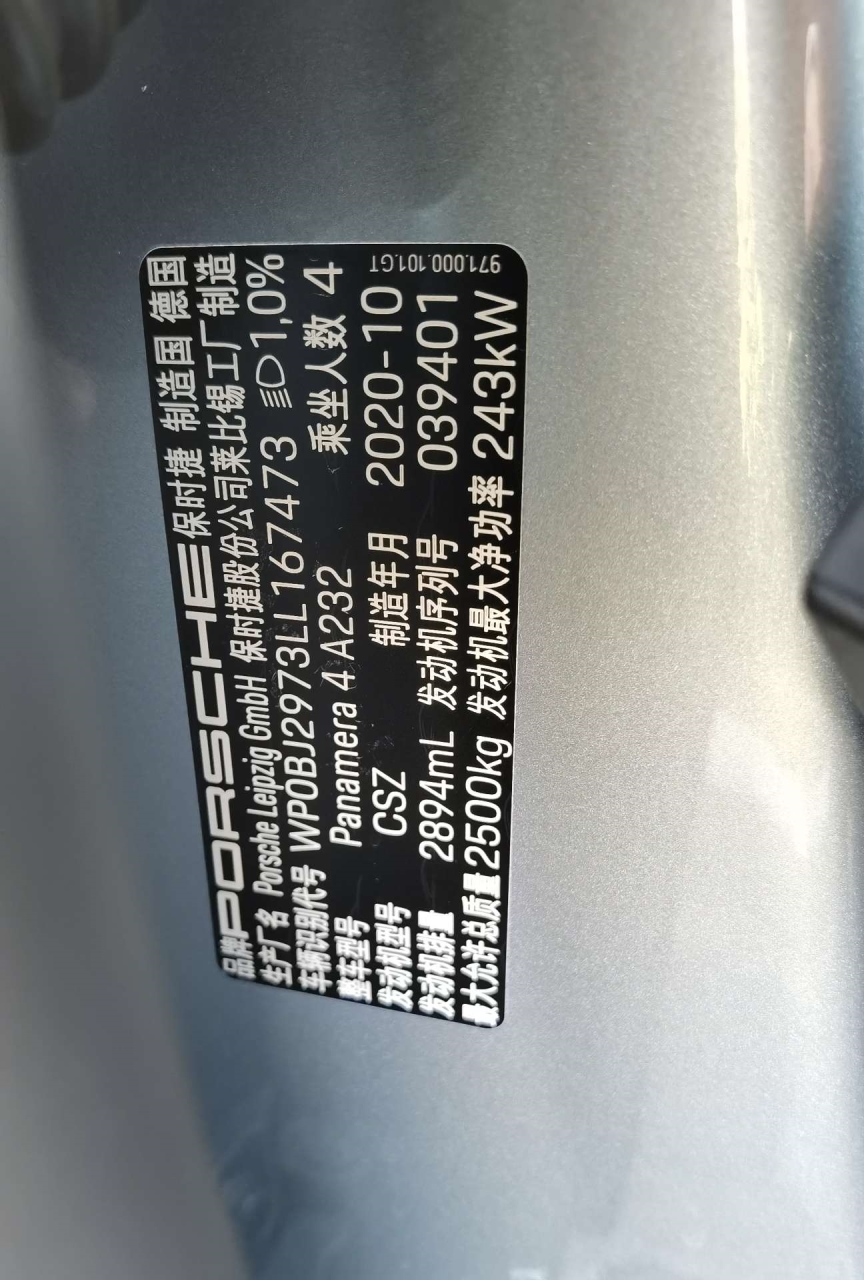 品牌 PORSCHE 保时捷 制造国 德国
生产厂名 Porsche Leipzig GmbH 保时捷股份公司莱比锡工厂制造
车辆识别代号 WP0BJ2973LL167473 1,0%
整车型号 Panamera 4 A232 乘坐人数 4
发动机型号 CSZ 制造年月 2020-10
发动机排量 2894mL 发动机序列号 039401
最大允许总质量 2500kg 发动机最大净功率 243kW
971.000.101.GT